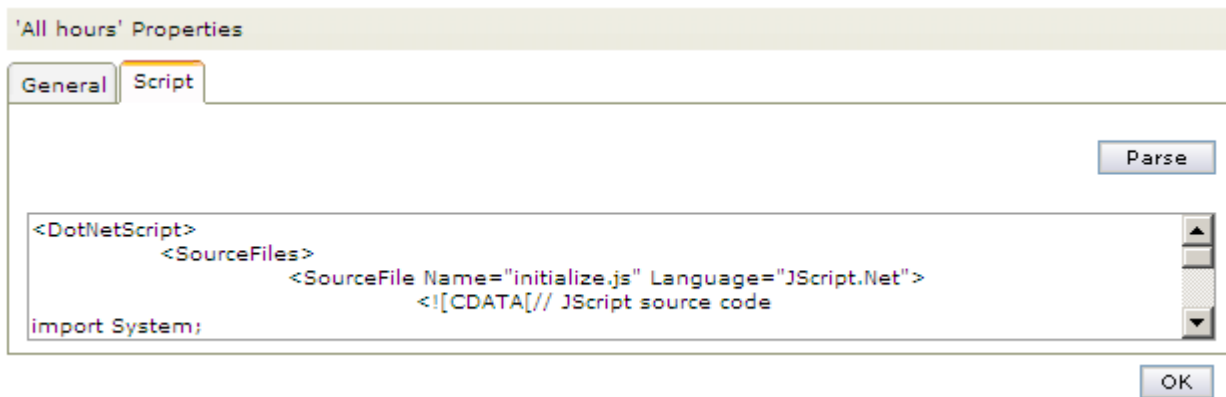 'All hours' Properties
General Script
Parse
<DotNetScript>
<SourceFiles>
<SourceFile Name="initialize.js" Language="JScript.Net">
<![CDATA[// JScript source code
import System;
OK